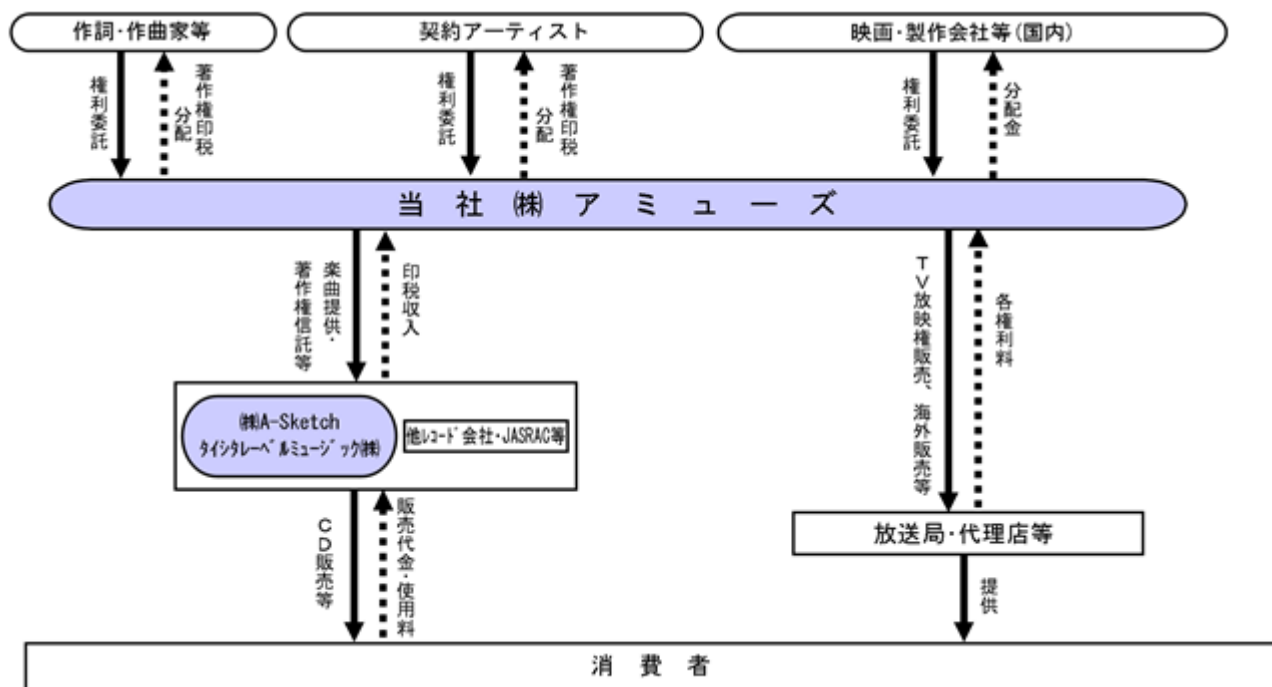 作詞・作曲家等
契約アーティスト
映画・製作会社等(国内)
権利委託
著作権印税
分配
権利委託
著作権印税
分配
権利委託
分配金
当社㈱アミューズ
楽曲提供・
著作権信託等
印税収入
TV放映権販売、海外販売等
各権利料
㈱A-Sketch
タイシタレーベルミュージック㈱
他レコード会社・JASRAC等
放送局・代理店等
CD販売等
販売代金・使用料
提供
消費者